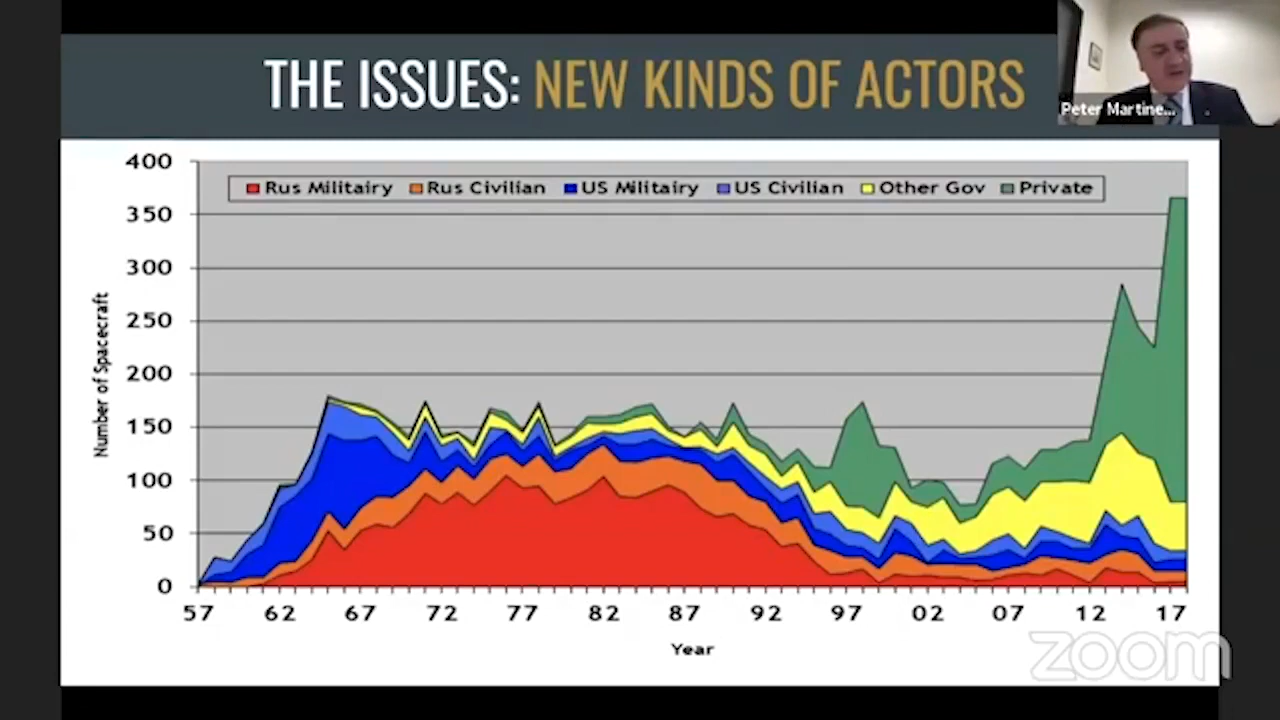 THE ISSUES: NEW KINDS OF ACTORS
Peter Martine...
400
Rus Militairy Rus Civilian US Militairy US Civilian Other Gov Private
350
300
250
200
150
100
50
0
Number of Spacecraft
57 62 67 72 77 82 87 92 97 02 07 12 17
Year
zoom